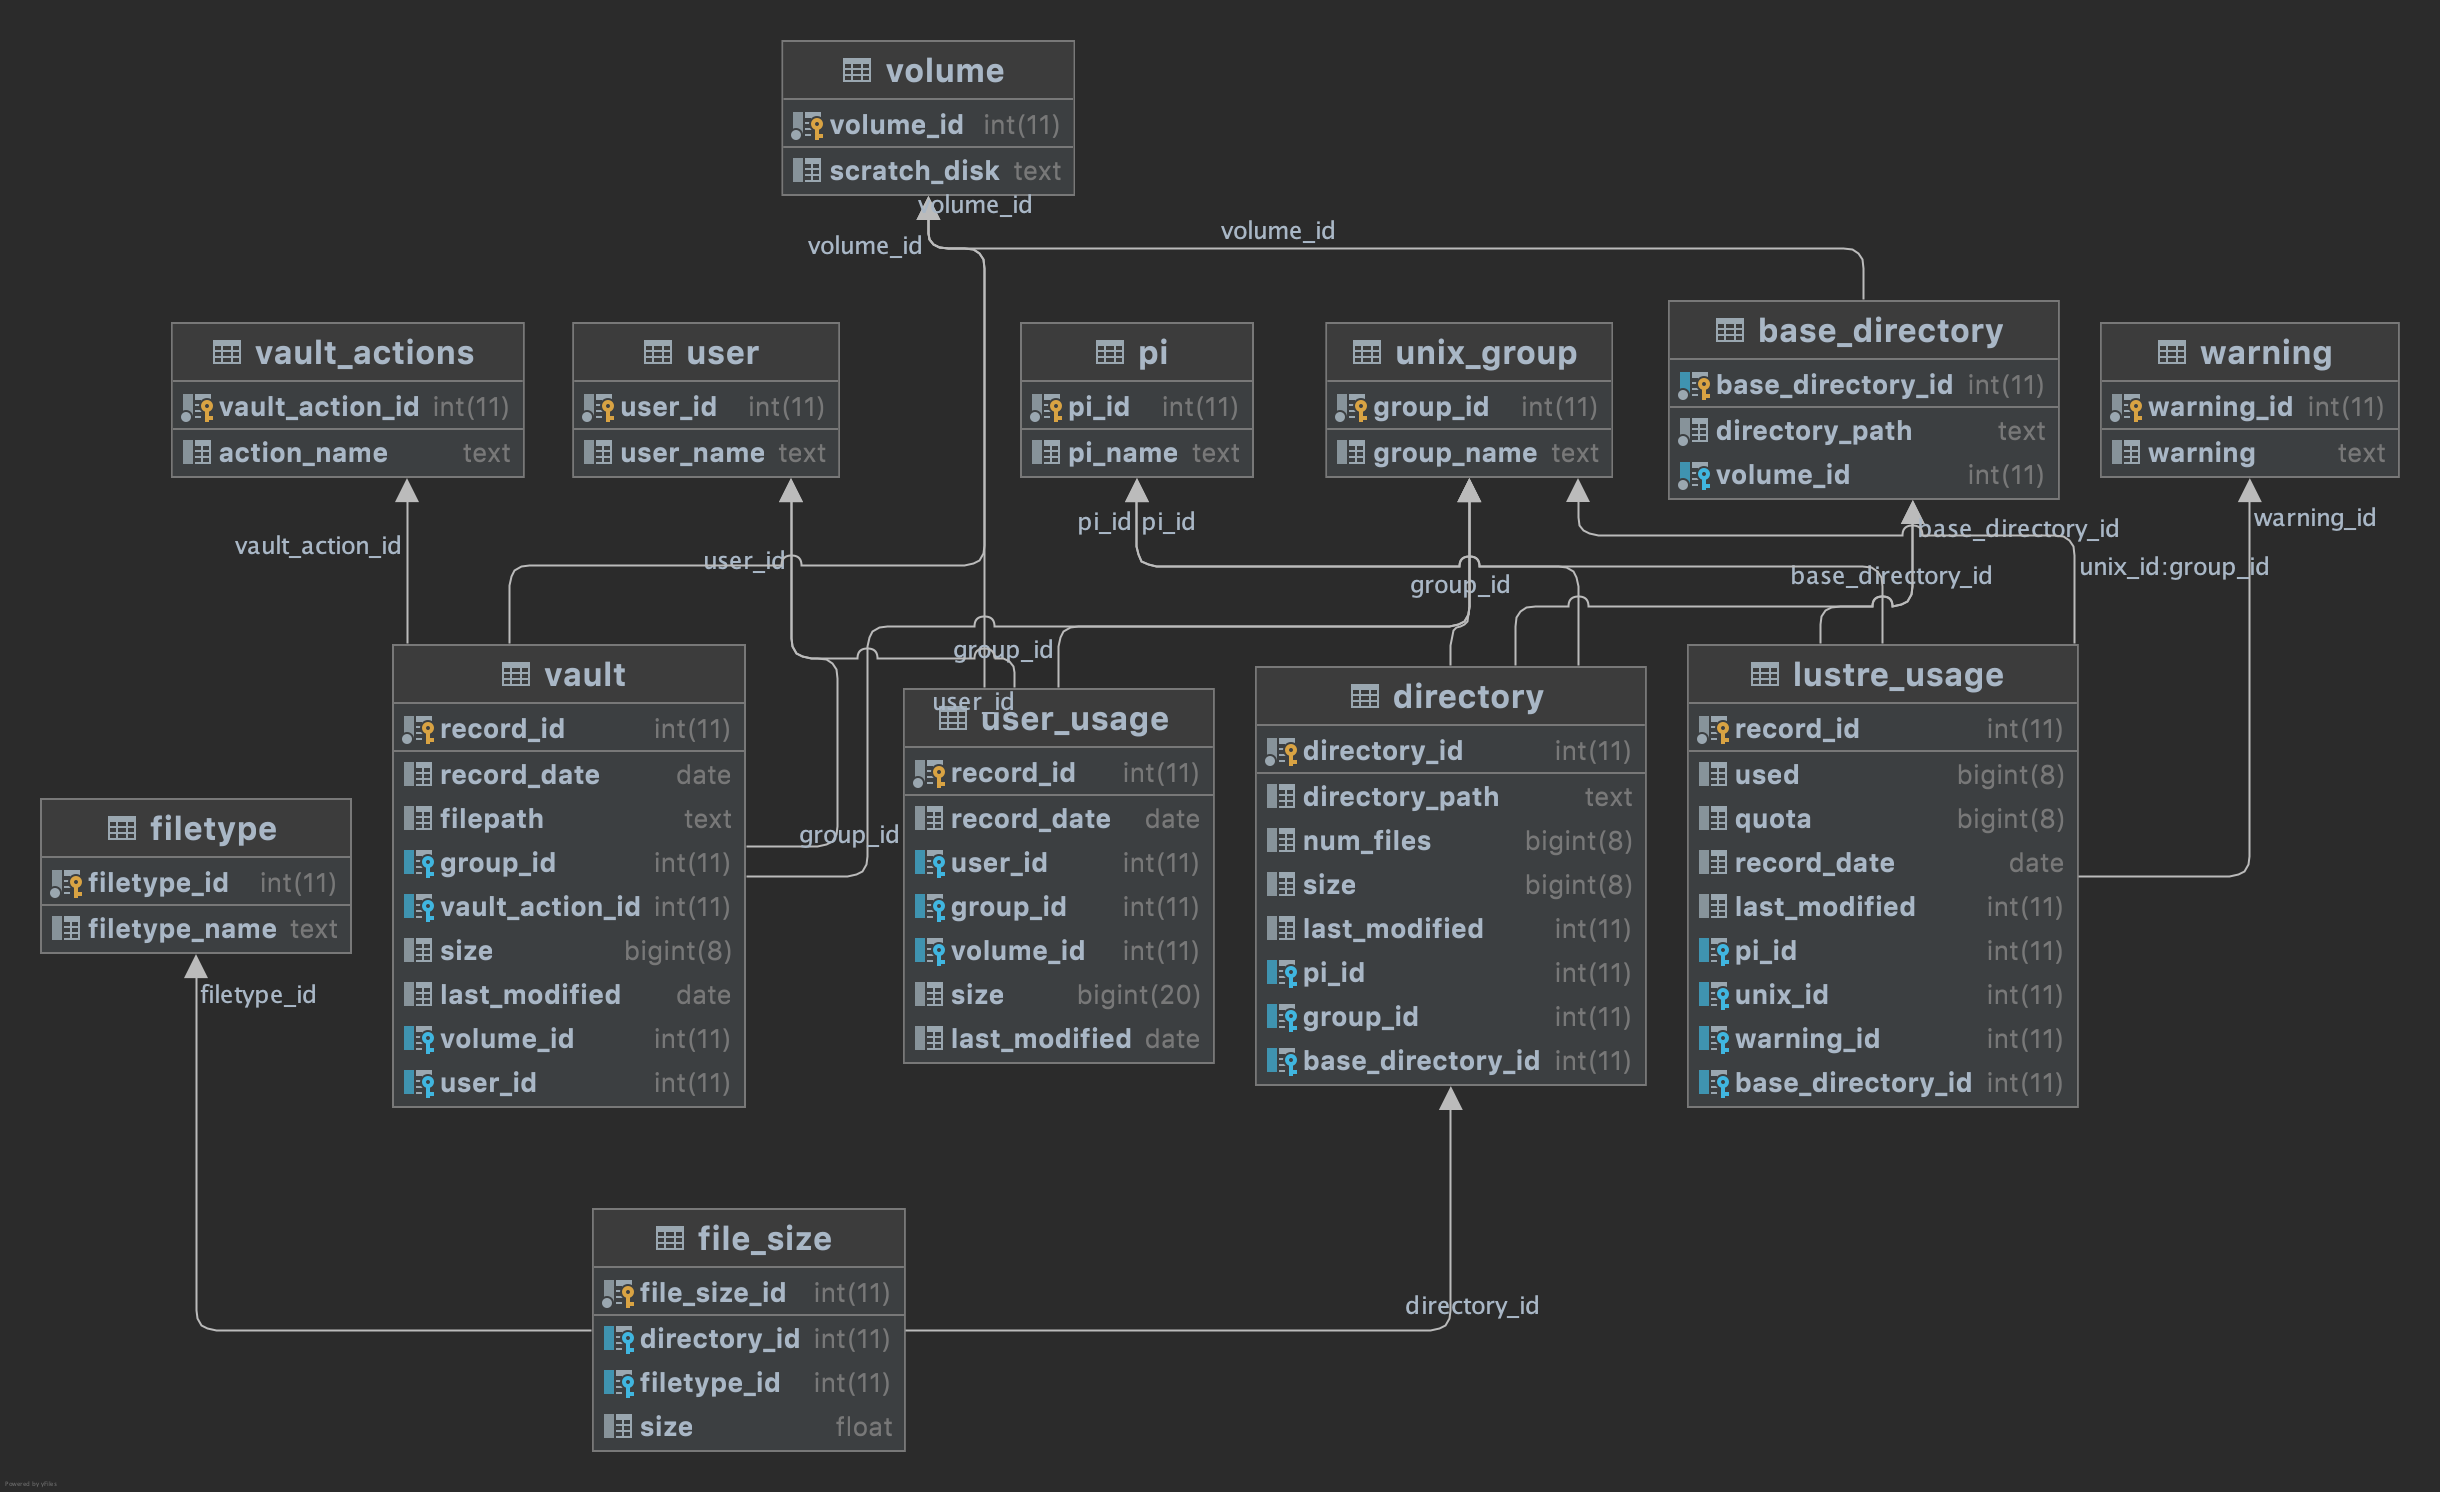 volume
volume_id int(11)
scratch_disk text
volume_id
volume_id
volume_id
vault_actions
vault_action_id int(11)
action_name text
user
user_id int(11)
user_name text
pi
pi_id int(11)
pi_name text
unix_group
group_id int(11)
group_name text
base_directory
base_directory_id int(11)
directory_path text
volume_id int(11)
warning
warning_id int(11)
warning text
vault_action_id
user_id
pi_id
pi_id
group_id
base_directory_id
base_directory_id
unix_id:group_id
warning_id
group_id
user_id
group_id
vault
record_id int(11)
record_date date
filepath text
group_id int(11)
vault_action_id int(11)
size bigint(8)
last_modified date
volume_id int(11)
user_id int(11)
user_usage
record_id int(11)
record_date date
user_id int(11)
group_id int(11)
volume_id int(11)
size bigint(20)
last_modified date
directory
directory_id int(11)
directory_path text
num_files bigint(8)
size bigint(8)
last_modified int(11)
pi_id int(11)
group_id int(11)
base_directory_id int(11)
lustre_usage
record_id int(11)
used bigint(8)
quota bigint(8)
record_date date
last_modified int(11)
pi_id int(11)
unix_id int(11)
warning_id int(11)
base_directory_id int(11)
filetype
filetype_id int(11)
filetype_name text
filetype_id
file_size
file_size_id int(11)
directory_id int(11)
filetype_id int(11)
size float
directory_id
Powered by yFiles